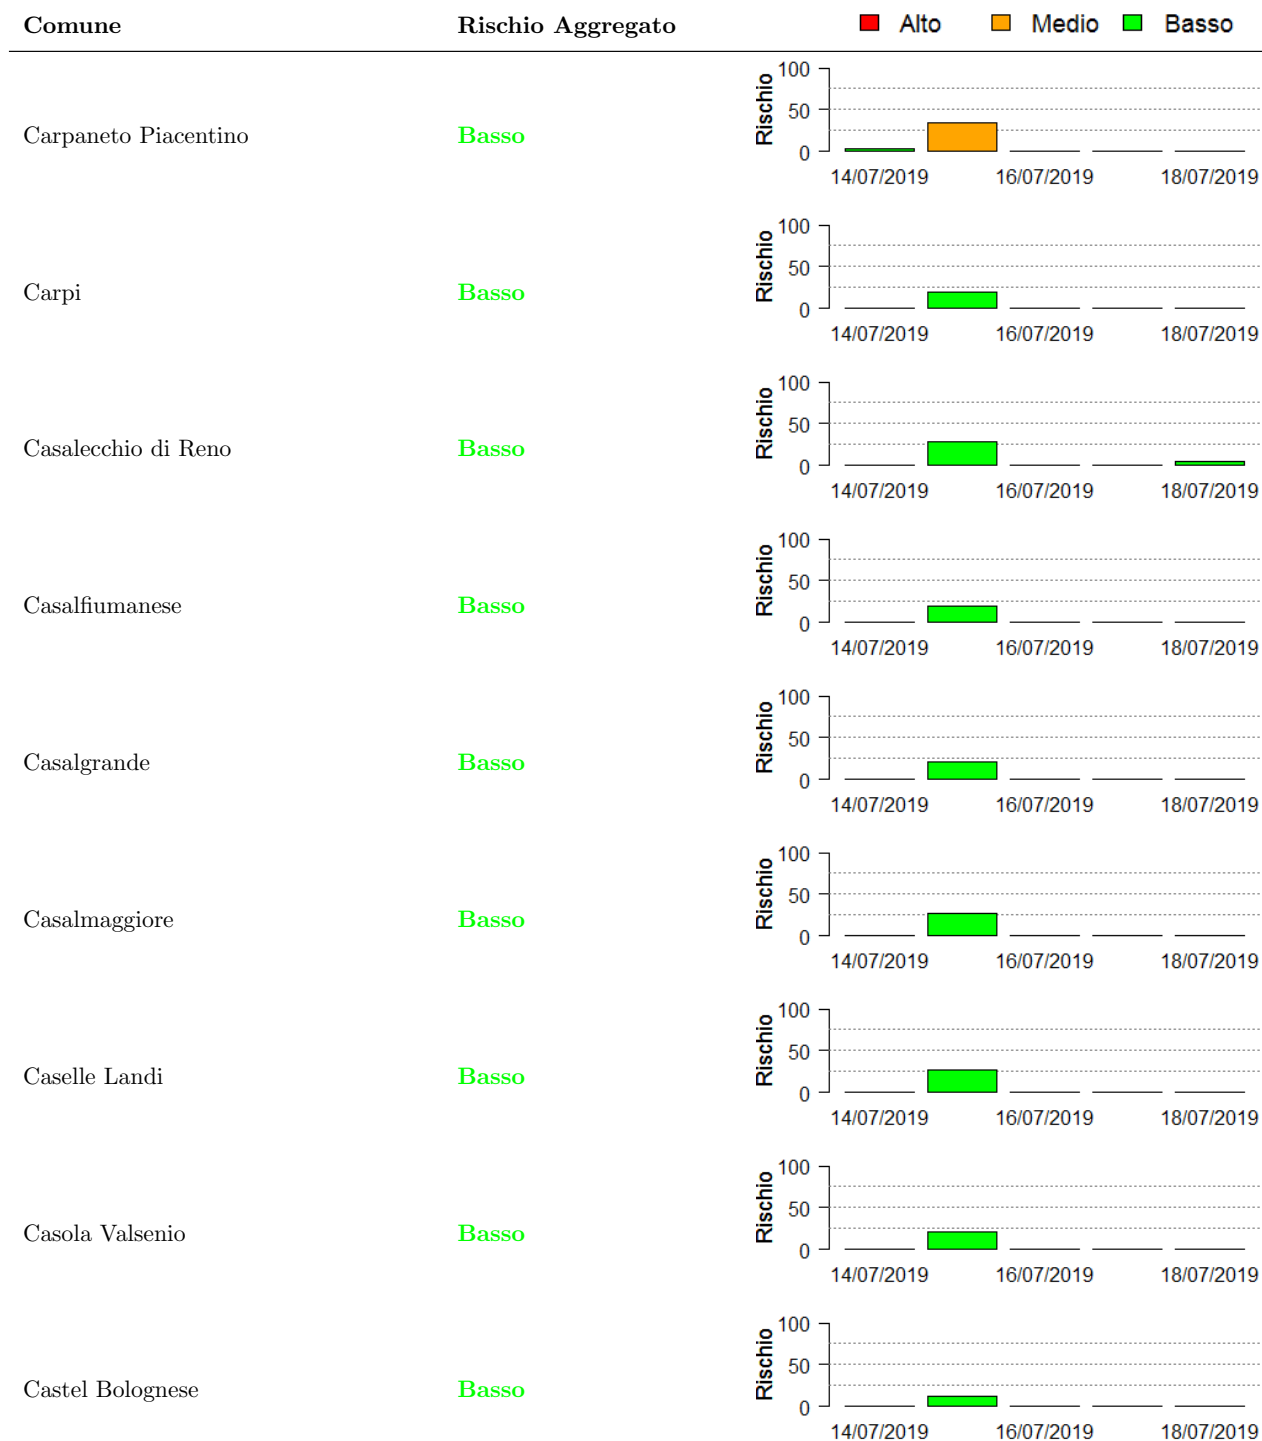 Comune Rischio Aggregato Alto Medio Basso
Carpaneto Piacentino Basso Rischio 100 50 0
14/07/2019 16/07/2019 18/07/2019
Carpi Basso Rischio 100 50 0
14/07/2019 16/07/2019 18/07/2019
Casalecchio di Reno Basso Rischio 100 50 0
14/07/2019 16/07/2019 18/07/2019
Casalfiumanese Basso Rischio 100 50 0
14/07/2019 16/07/2019 18/07/2019
Casalgrande Basso Rischio 100 50 0
14/07/2019 16/07/2019 18/07/2019
Casalmaggiore Basso Rischio 100 50 0
14/07/2019 16/07/2019 18/07/2019
Caselle Landi Basso Rischio 100 50 0
14/07/2019 16/07/2019 18/07/2019
Casola Valsenio Basso Rischio 100 50 0
14/07/2019 16/07/2019 18/07/2019
Castel Bolognese Basso Rischio 100 50 0
14/07/2019 16/07/2019 18/07/2019